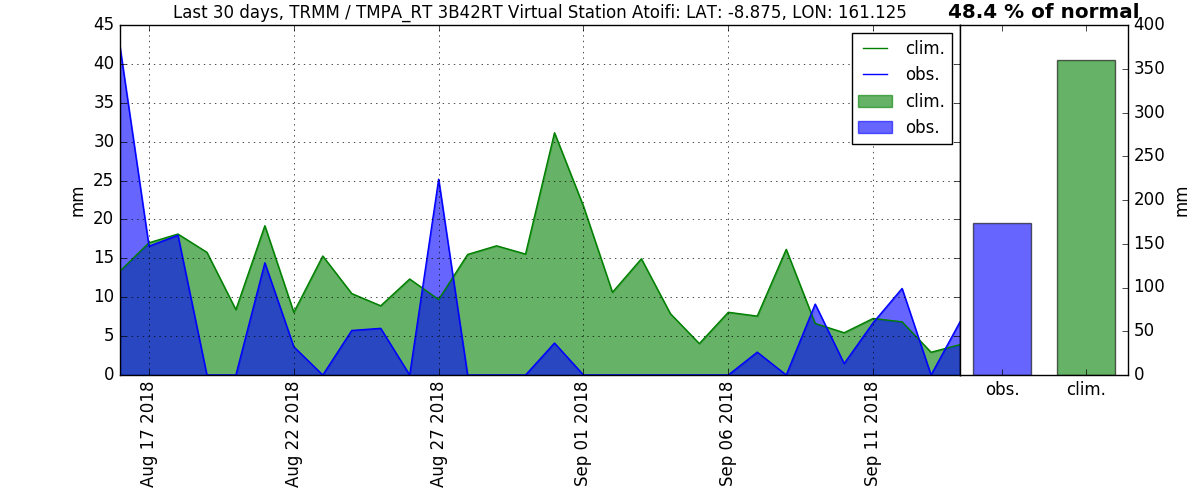 Last 30 days, TRMM / TMPA_RT 3B42RT Virtual Station Atoifi: LAT: -8.875, LON: 161.125
48.4 % of normal
45
40
35
30
25
20
15
10
5
0
mm
clim.
obs.
clim.
obs.
Aug 17 2018
Aug 22 2018
Aug 27 2018
Sep 01 2018
Sep 06 2018
Sep 11 2018
400
350
300
250
200
150
100
50
0
mm
obs.
clim.